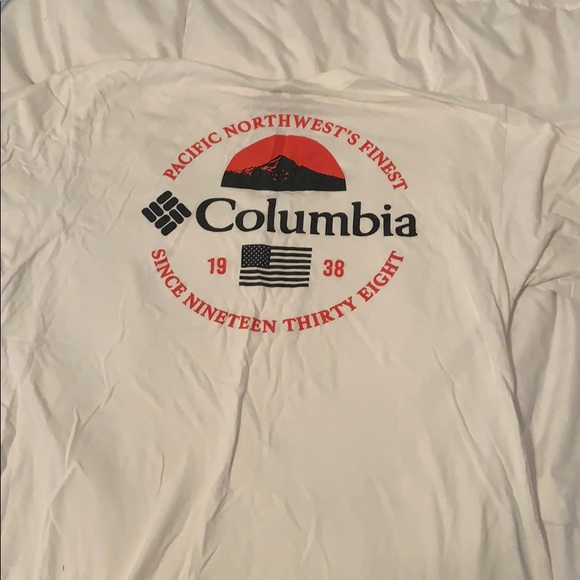 PACIFIC NORTHWEST'S FINEST
Columbia
19 38
SINCE NINETEEN THIRTY EIGHT